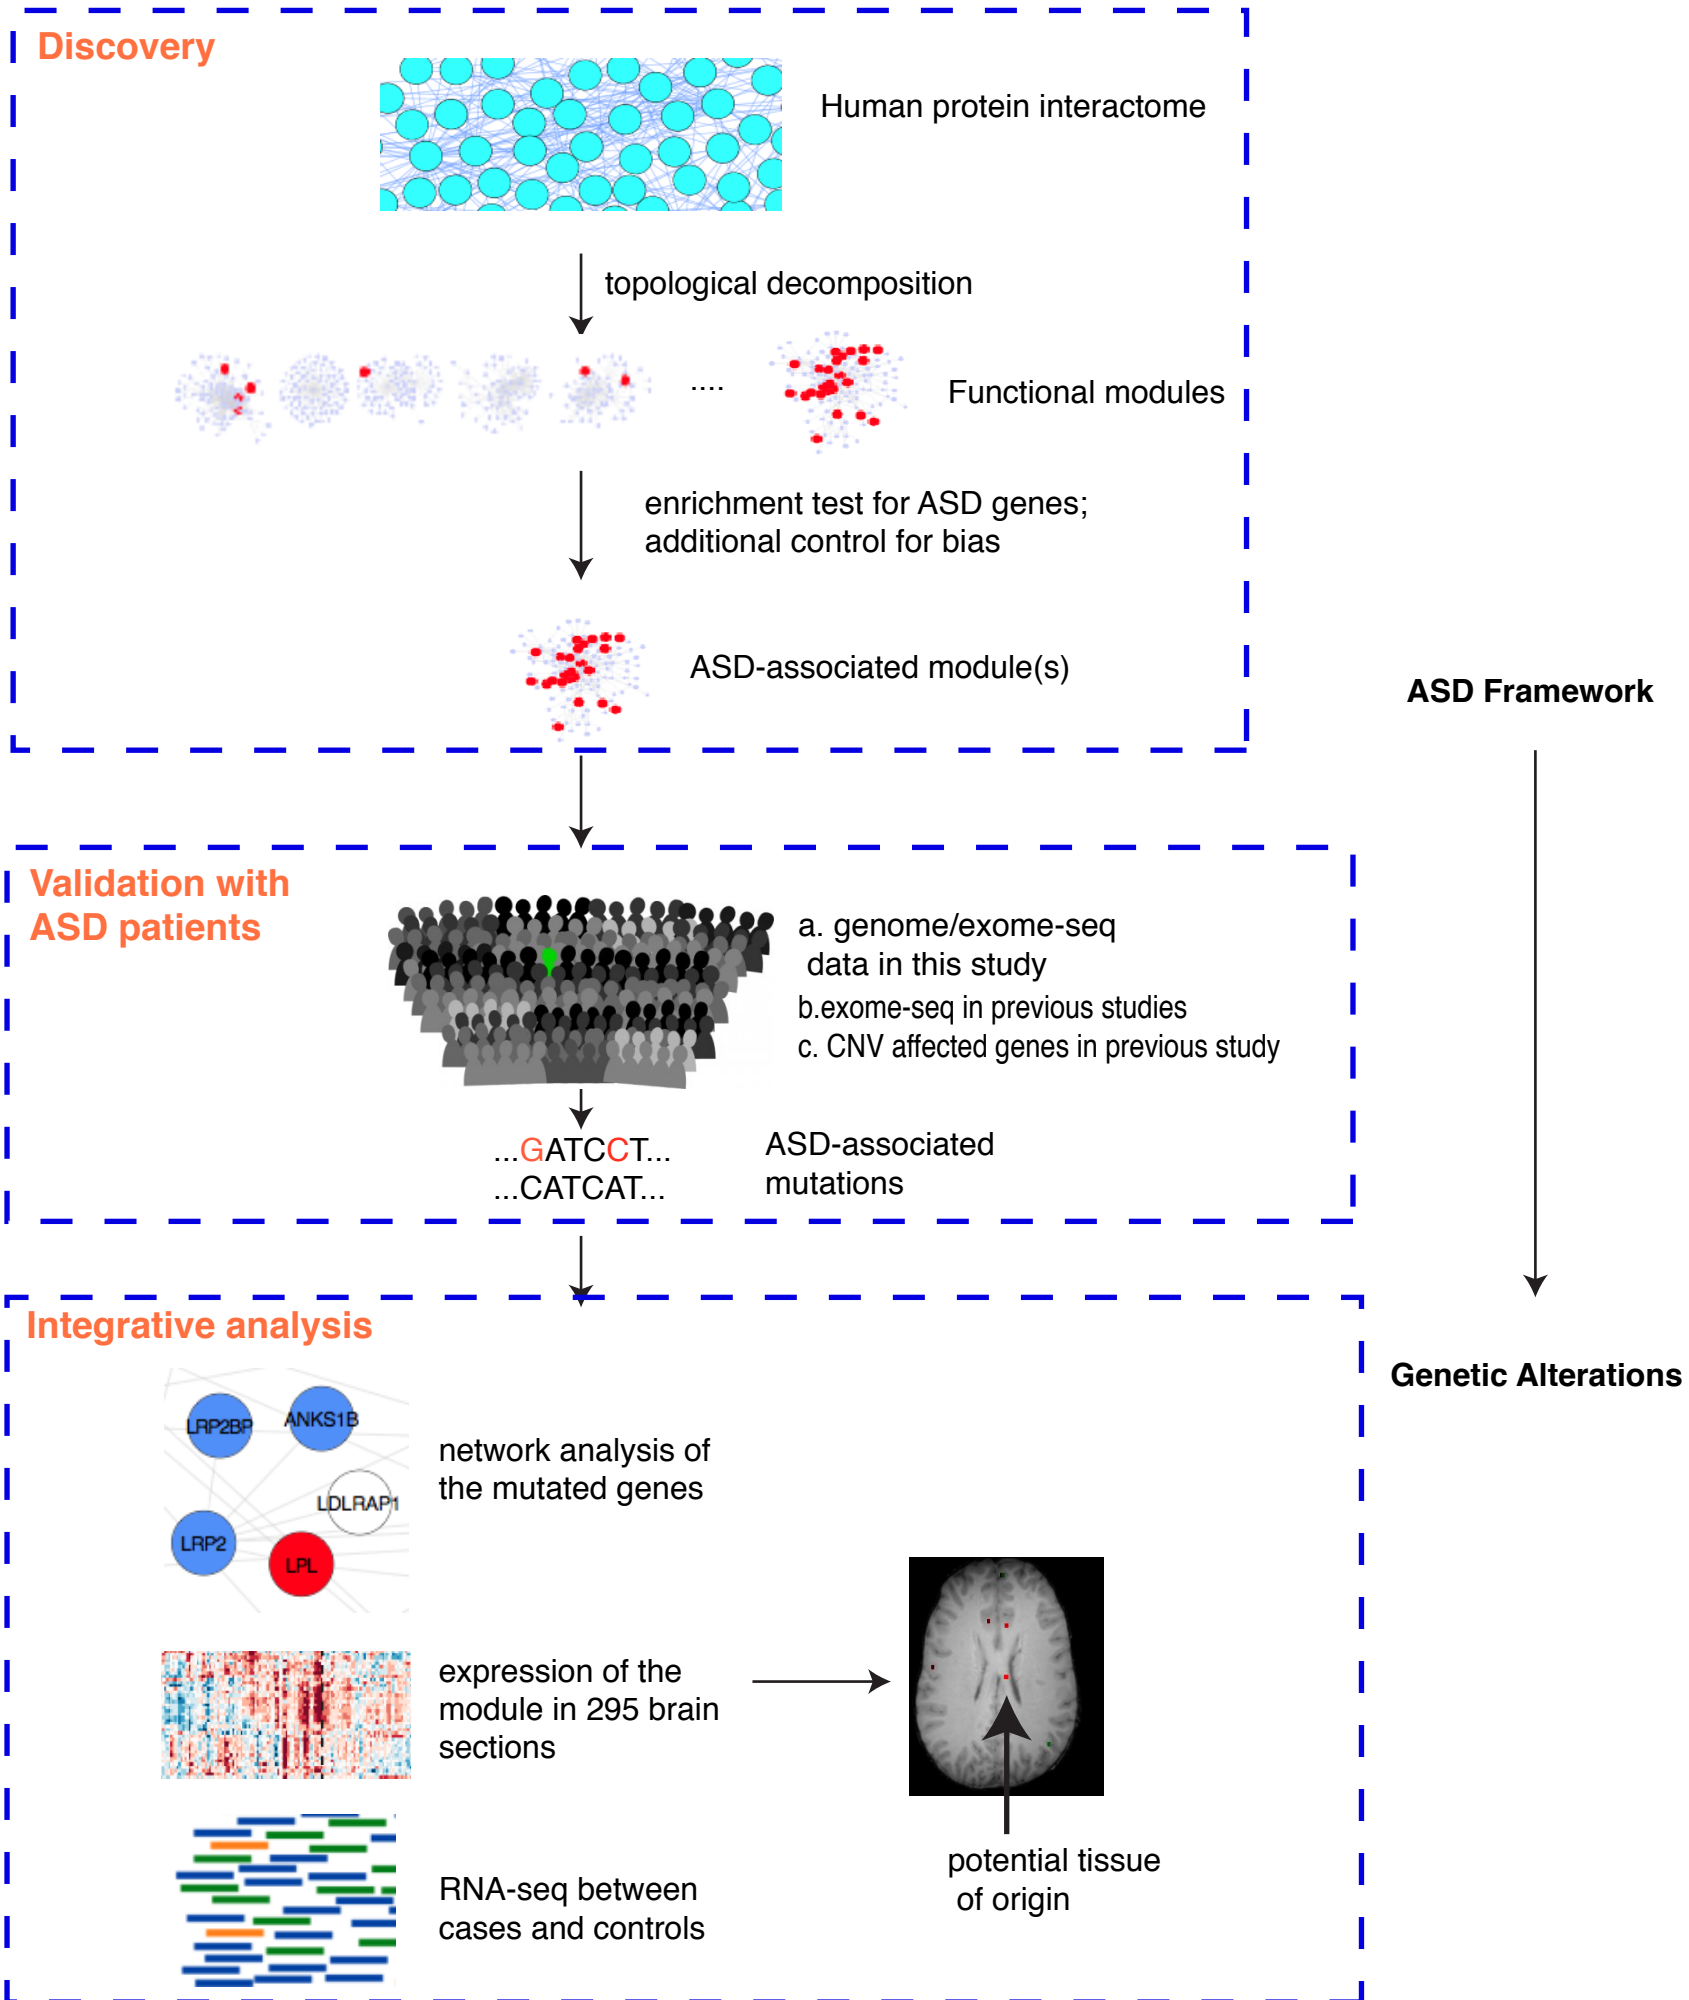 Discovery
Human protein interactome
topological decomposition
....
Functional modules
enrichment test for ASD genes;
additional control for bias
ASD-associated module(s)
ASD Framework
Validation with
ASD patients
a. genome/exome-seq
data in this study
b.exome-seq in previous studies
c. CNV affected genes in previous study
...GATCCT...
...CATCAT...
ASD-associated
mutations
Integrative analysis
Genetic Alterations
LRP2BP
ANKS1B
LDLRAP1
LRP2
LPL
network analysis of
the mutated genes
expression of the
module in 295 brain
sections
potential tissue
of origin
RNA-seq between
cases and controls